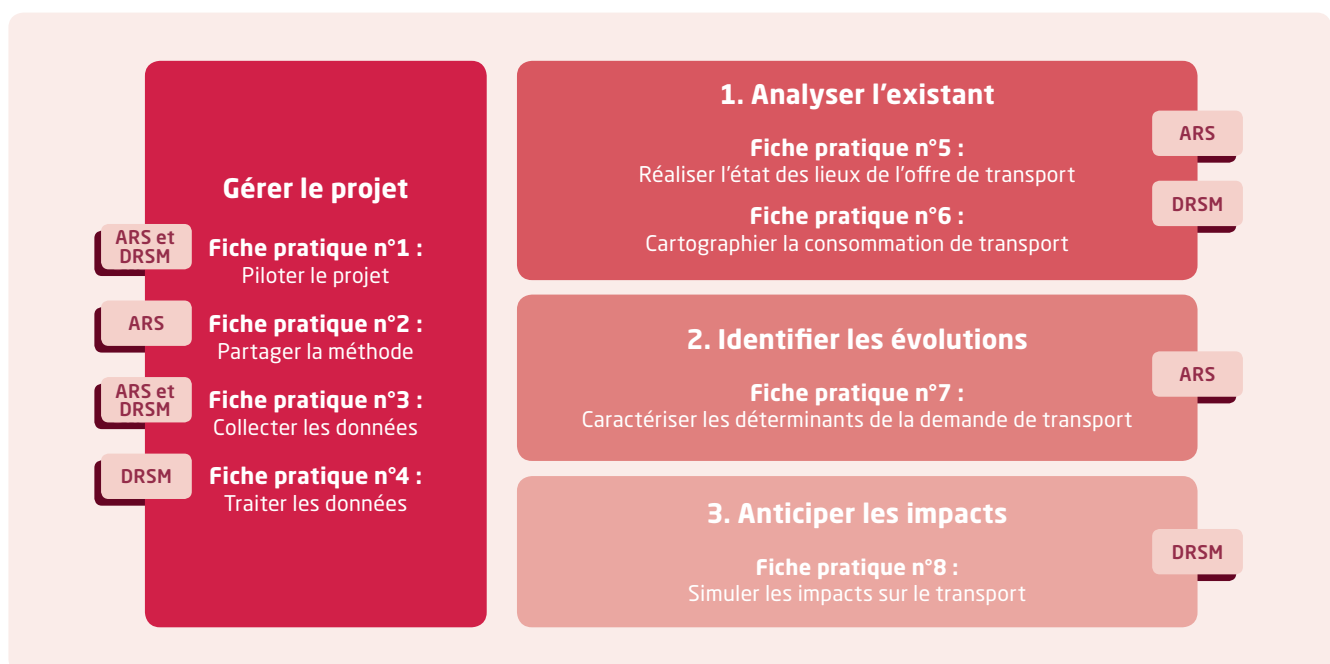 Gérer le projet
ARS et
DRSM
Fiche pratique n°1 :
Piloter le projet
ARS
Fiche pratique n°2 :
Partager la méthode
ARS et
DRSM
Fiche pratique n°3 :
Collecter les données
DRSM
Fiche pratique n°4 :
Traiter les données
1. Analyser l'existant
ARS
Fiche pratique n°5 :
Réaliser l'état des lieux de l'offre de transport
DRSM
Fiche pratique n°6 :
Cartographier la consommation de transport
2. Identifier les évolutions
ARS
Fiche pratique n°7 :
Caractériser les déterminants de la demande de transport
3. Anticiper les impacts
DRSM
Fiche pratique n°8 :
Simuler les impacts sur le transport